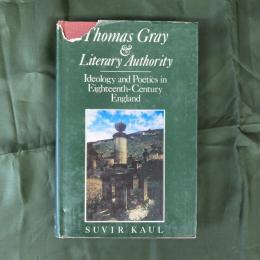 Thomas Gray
&
Literary Authority
Ideology and Poetics in
Eighteenth-Century
England
SUVIR KAUL